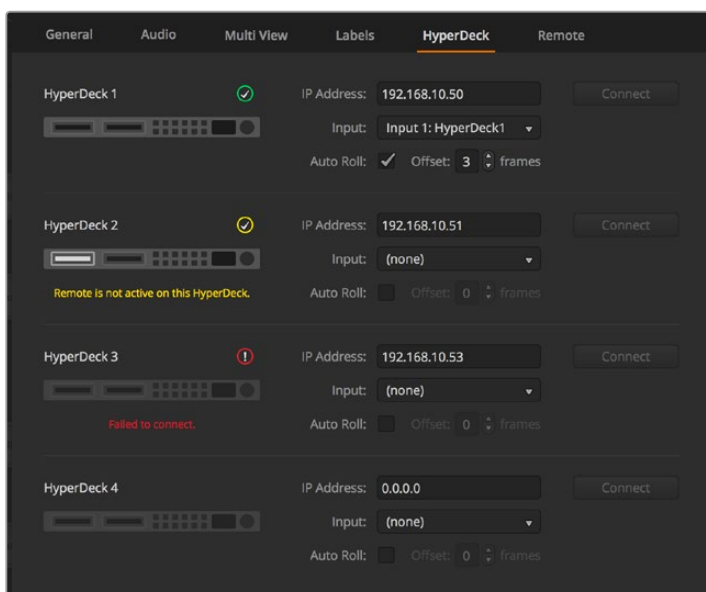 General Audio Multi View Labels HyperDeck Remote
HyperDeck 1 IP Address: 192.168.10.50 Connect
Input: Input 1: HyperDeck1
Auto Roll: Offset: 3 frames
HyperDeck 2 IP Address: 192.168.10.51 Connect
Input: (none)
Remote is not active on this HyperDeck. Auto Roll: Offset: 0 frames
HyperDeck 3 IP Address: 192.168.10.53 Connect
Input: (none)
Failed to connect. Auto Roll: Offset: 0 frames
HyperDeck 4 IP Address: 0.0.0.0 Connect
Input: (none)
Auto Roll: Offset: 0 frames